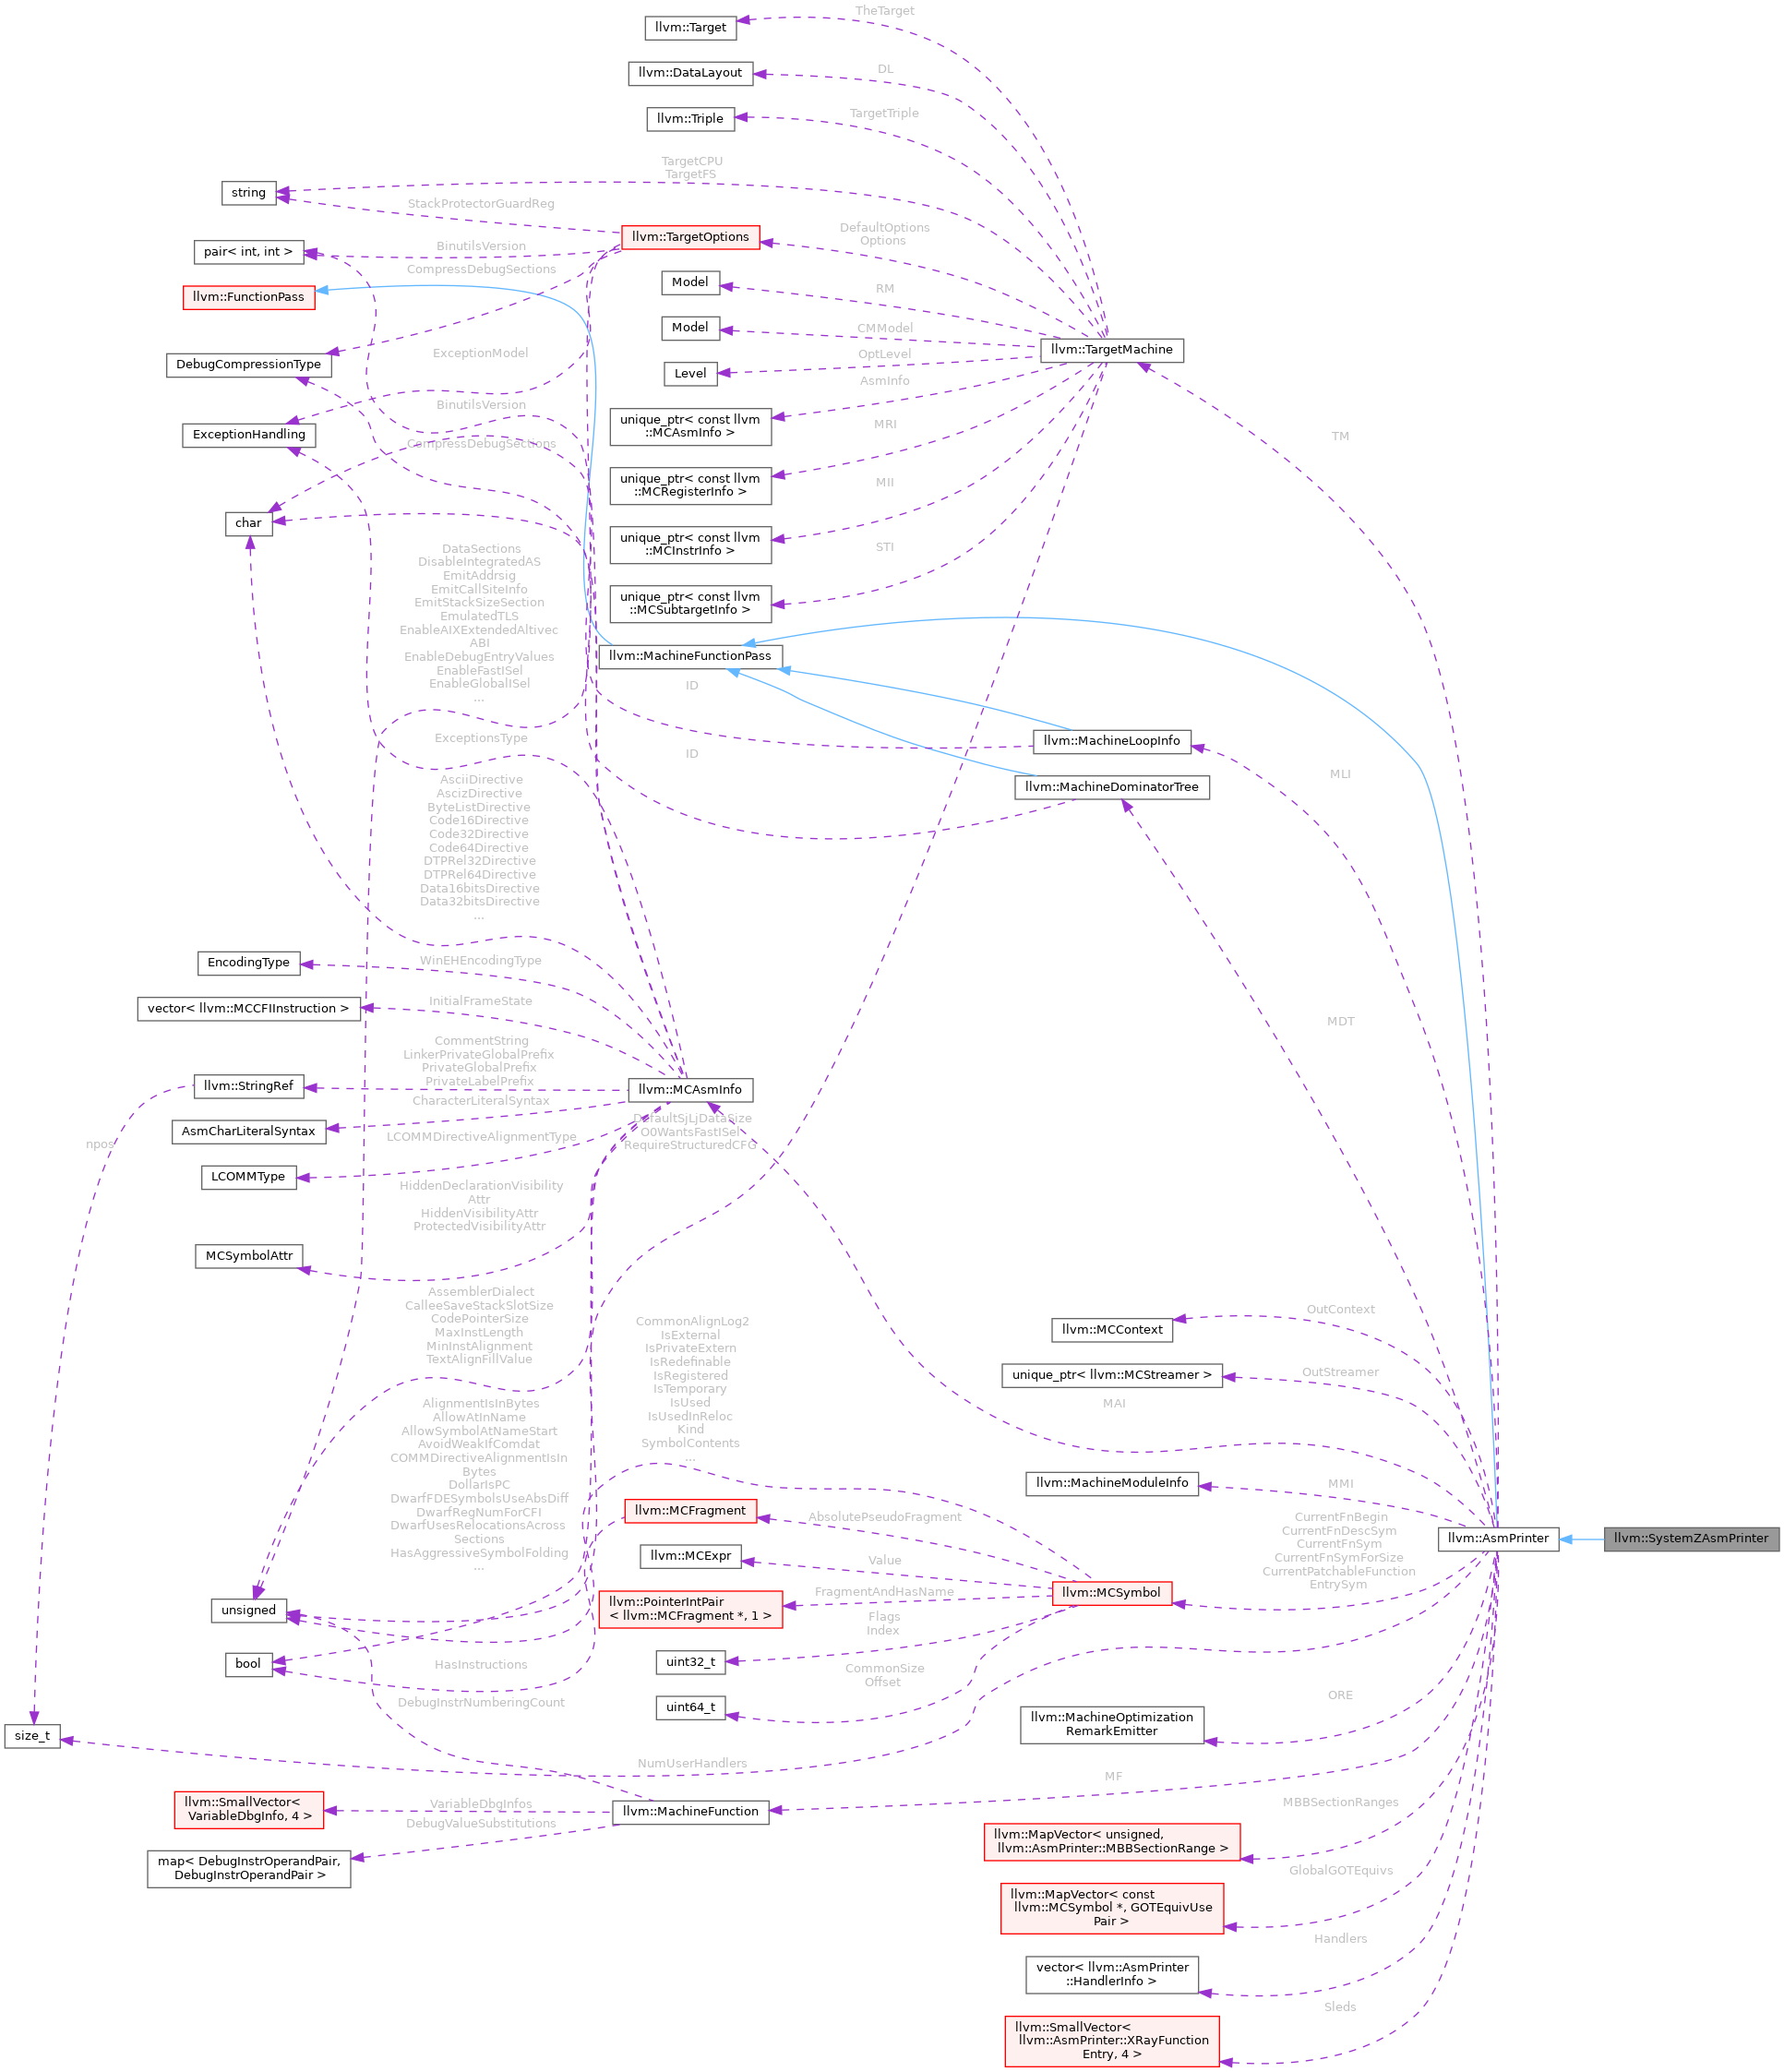 TheTarget
llvm::Target
llvm::DataLayout
DL
llvm::Triple
TargetTriple
TargetCPU
TargetFS
string
StackProtectorGuardReg
llvm::TargetOptions
DefaultOptions
Options
pair< int, int >
BinutilsVersion
CompressDebugSections
llvm::FunctionPass
Model
RM
Model
CMModel
llvm::TargetMachine
DebugCompressionType
ExceptionModel
Level
OptLevel
AsmInfo
BinutilsVersion
unique_ptr< const llvm
::MCAsmInfo >
TM
ExceptionHandling
CompressDebugSections
MRI
unique_ptr< const llvm
::MCRegisterInfo >
MII
char
unique_ptr< const llvm
::MCInstrInfo >
STI
DataSections
DisableIntegratedAS
EmitAddrsig
EmitCallSiteInfo
EmitStackSizeSection
EmulatedTLS
EnableAIXExtendedAltivec
ABI
EnableDebugEntryValues
EnableFastISel
EnableGlobalISel
...
unique_ptr< const llvm
::MCSubtargetInfo >
llvm::MachineFunctionPass
ID
ExceptionsType
ID
llvm::MachineLoopInfo
MLI
llvm::MachineDominatorTree
AsciiDirective
AscizDirective
ByteListDirective
Code16Directive
Code32Directive
Code64Directive
DTPRel32Directive
DTPRel64Directive
Data16bitsDirective
Data32bitsDirective
...
EncodingType
WinEHEncodingType
vector< llvm::MCCFIInstruction >
InitialFrameState
MDT
CommentString
LinkerPrivateGlobalPrefix
PrivateGlobalPrefix
PrivateLabelPrefix
llvm::StringRef
llvm::MCAsmInfo
CharacterLiteralSyntax
AsmCharLiteralSyntax
DefaultSjLjDataSize
O0WantsFastISel
RequireStructuredCFG
npos
LCOMMDirectiveAlignmentType
LCOMMType
HiddenDeclarationVisibility
Attr
HiddenVisibilityAttr
ProtectedVisibilityAttr
MCSymbolAttr
AssemblerDialect
CalleeSaveStackSlotSize
CodePointerSize
MaxInstLength
MinInstAlignment
TextAlignFillValue
CommonAlignLog2
IsExternal
IsPrivateExtern
IsRedefinable
IsRegistered
IsTemporary
IsUsed
IsUsedInReloc
Kind
SymbolContents
...
OutContext
llvm::MCContext
unique_ptr< llvm::MCStreamer >
OutStreamer
MAI
AlignmentIsInBytes
AllowAtInName
AllowSymbolAtNameStart
AvoidWeakIfComdat
COMMDirectiveAlignmentIsIn
Bytes
DollarIsPC
DwarfFDESymbolsUseAbsDiff
DwarfRegNumForCFI
DwarfUsesRelocationsAcross
Sections
HasAggressiveSymbolFolding
...
llvm::MachineModuleInfo
MMI
llvm::MCFragment
AbsolutePseudoFragment
CurrentFnBegin
CurrentFnDescSym
CurrentFnSym
CurrentFnSymForSize
CurrentPatchableFunction
EntrySym
llvm::AsmPrinter
llvm::SystemZAsmPrinter
llvm::MCExpr
Value
llvm::MCSymbol
unsigned
llvm::PointerIntPair
< llvm::MCFragment *, 1 >
FragmentAndHasName
Flags
Index
bool
HasInstructions
uint32_t
CommonSize
Offset
DebugInstrNumberingCount
uint64_t
ORE
llvm::MachineOptimization
RemarkEmitter
size_t
NumUserHandlers
MF
llvm::SmallVector<
VariableDbgInfo, 4 >
VariableDbgInfos
llvm::MachineFunction
DebugValueSubstitutions
MBBSectionRanges
llvm::MapVector< unsigned,
llvm::AsmPrinter::MBBSectionRange >
map< DebugInstrOperandPair,
DebugInstrOperandPair >
GlobalGOTEquivs
llvm::MapVector< const
llvm::MCSymbol *, GOTEquivUse
Pair >
Handlers
vector< llvm::AsmPrinter
::HandlerInfo >
Sleds
llvm::SmallVector<
llvm::AsmPrinter::XRayFunction
Entry, 4 >